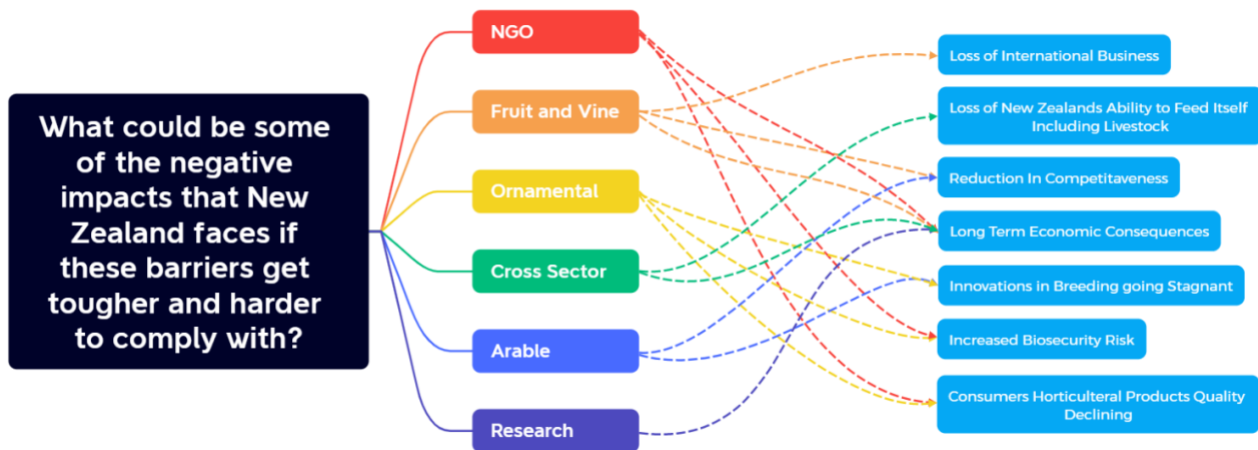 What could be some
of the negative
impacts that New
Zealand faces if
these barriers get
tougher and harder
to comply with?
NGO
Fruit and Vine
Ornamental
Cross Sector
Arable
Research
Loss of International Business
Loss of New Zealands Ability to Feed Itself
Including Livestock
Reduction In Competitaveness
Long Term Economic Consequences
Innovations in Breeding going Stagnant
Increased Biosecurity Risk
Consumers Horticulteral Products Quality
Declining